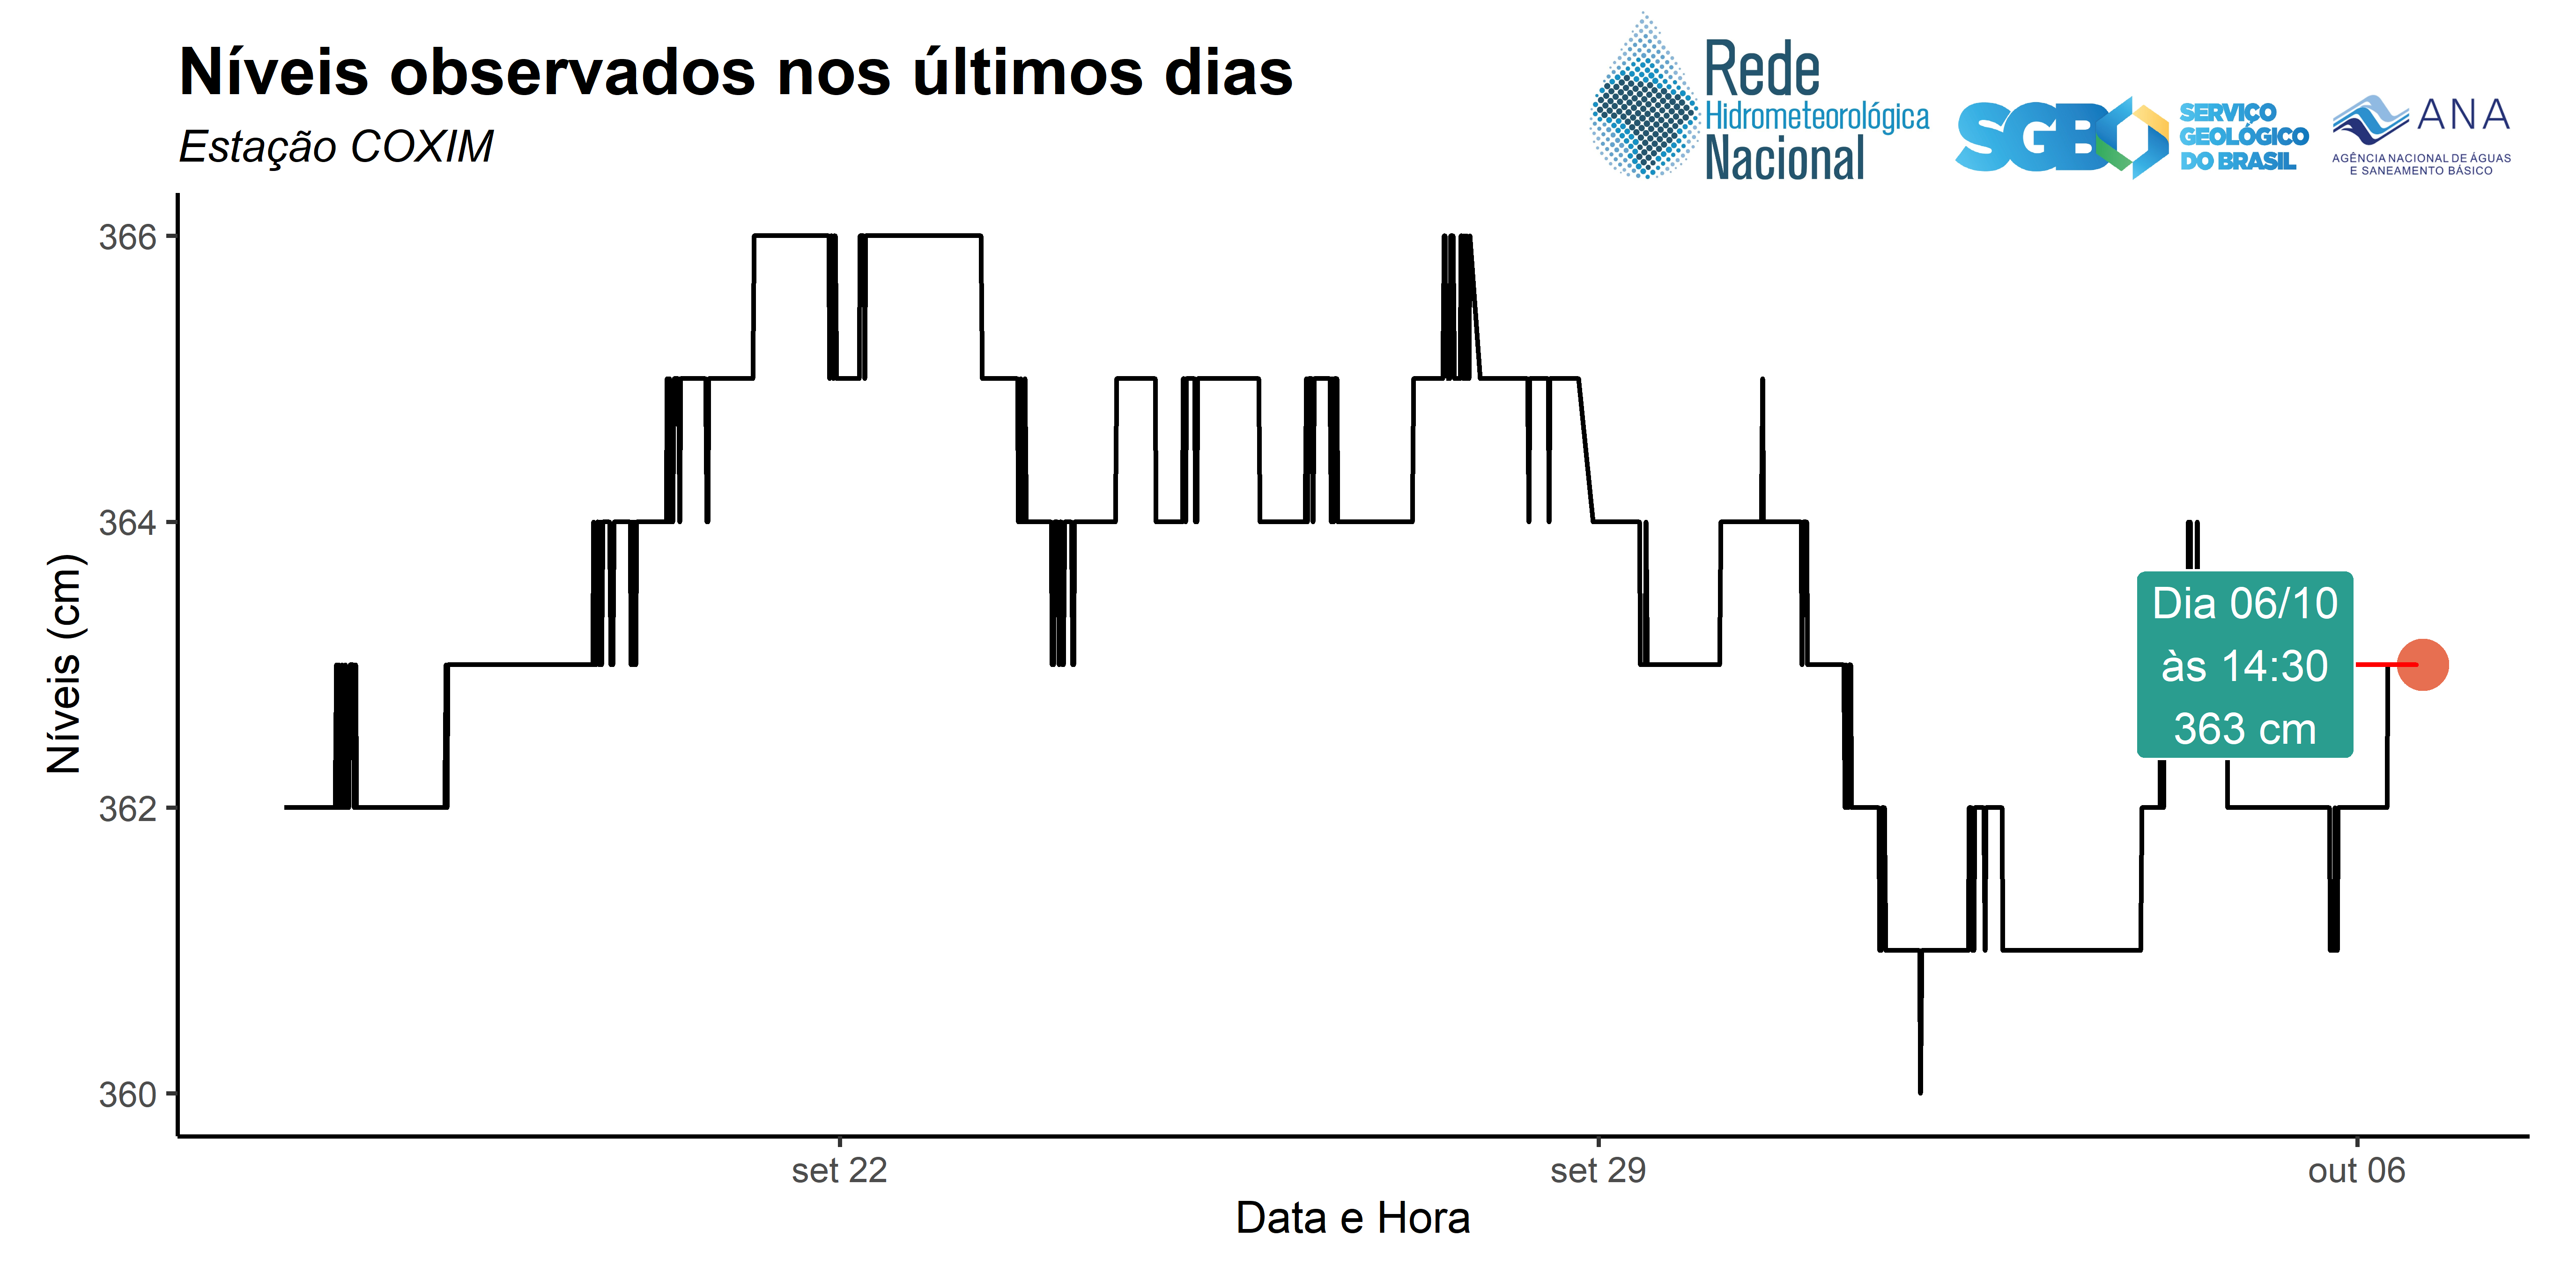 Níveis observados nos últimos dias
Estação COXIM
Rede
Hidrometeorológica
Nacional
SGB
SERVIÇO
GEOLÓGICO
DO BRASIL
ANA
AGÊNCIA NACIONAL DE ÁGUAS
E SANEAMENTO BÁSICO
366
364
362
360
Níveis (cm)
Dia 06/10
às 14:30
363 cm
set 22
set 29
out 06
Data e Hora